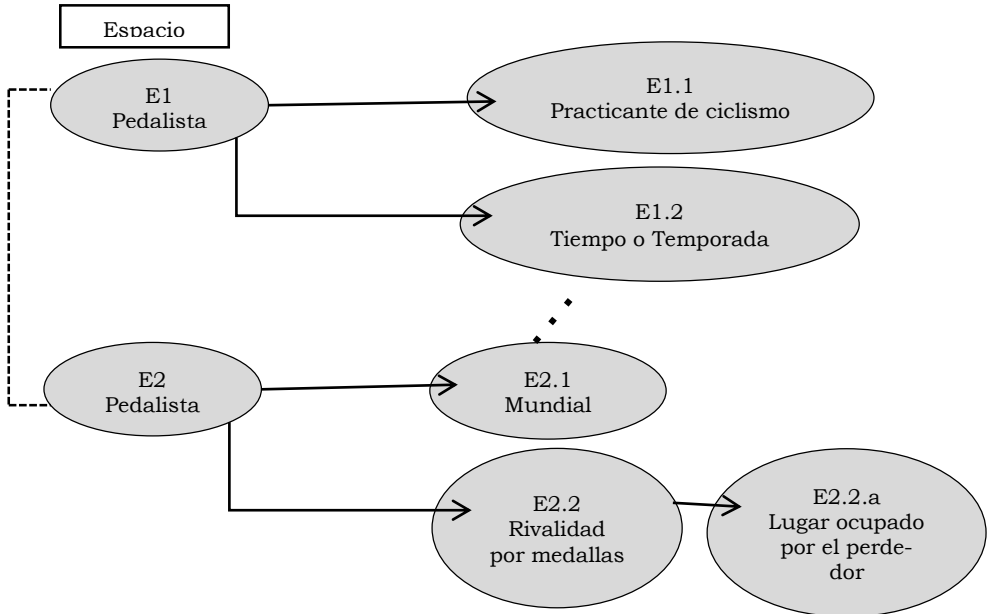 Espacio
E1
Pedalista
E1.1
Practicante de ciclismo
E1.2
Tiempo o Temporada
E2
Pedalista
E2.1
Mundial
E2.2
Rivalidad
por medallas
E2.2.a
Lugar ocupado
por el perde-
dor